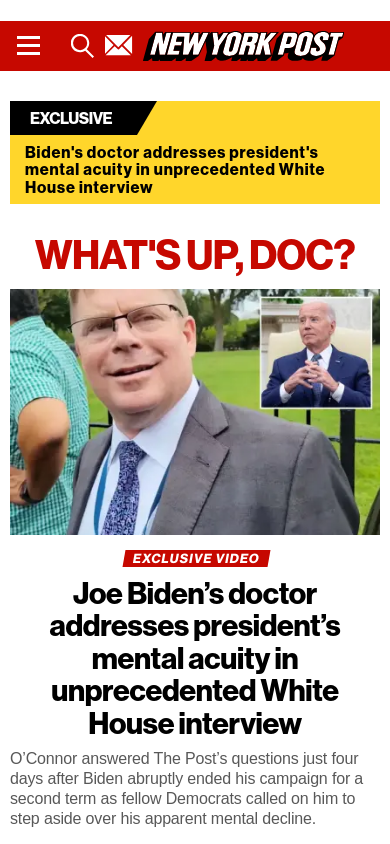 NEW YORK POST
EXCLUSIVE
Biden's doctor addresses president's
mental acuity in unprecedented White
House interview
WHAT'S UP, DOC?
EXCLUSIVE VIDEO
Joe Biden’s doctor
addresses president’s
mental acuity in
unprecedented White
House interview
O’Connor answered The Post’s questions just four
days after Biden abruptly ended his campaign for a
second term as fellow Democrats called on him to
step aside over his apparent mental decline.